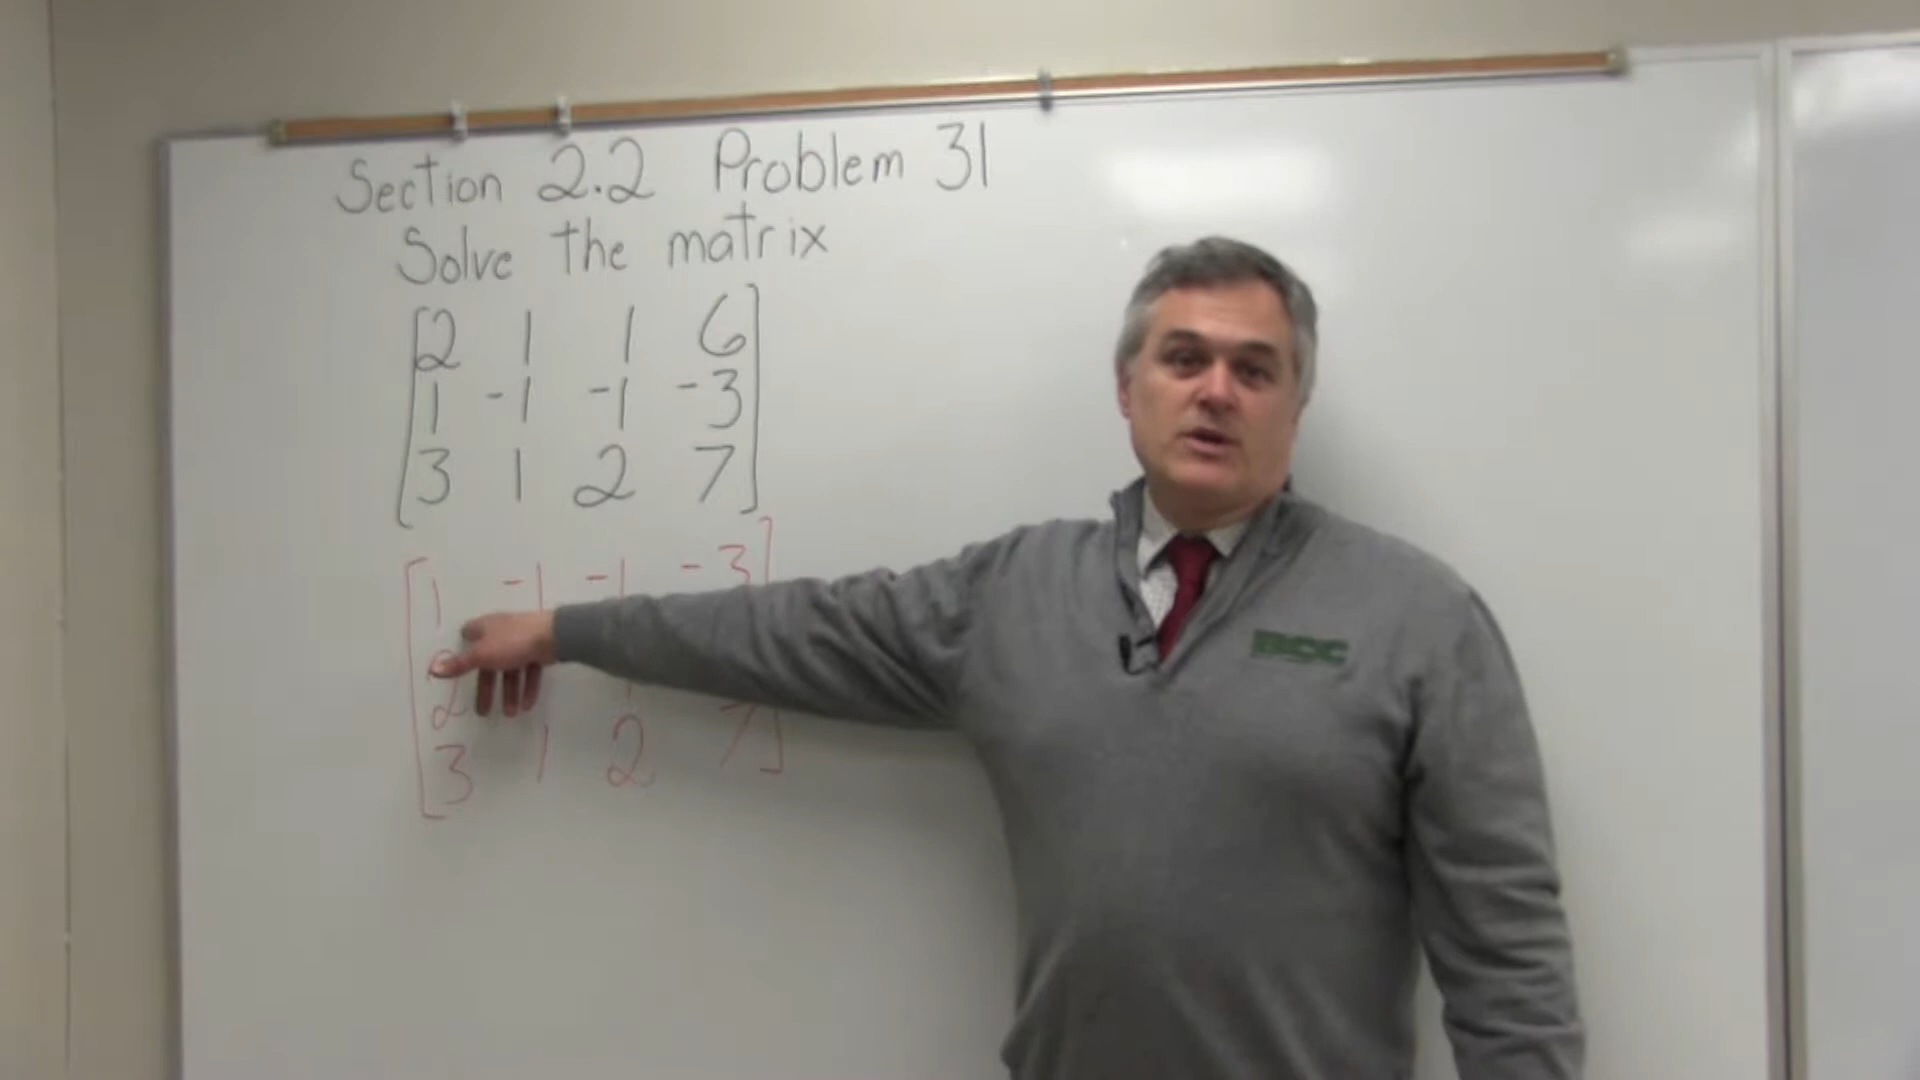 Section 2.2 Problem 31
Solve the matrix
2 1 1 6
1 -1 -1 -3
3 1 2 7
1 -1 -1 -3
2
3 1 2 7